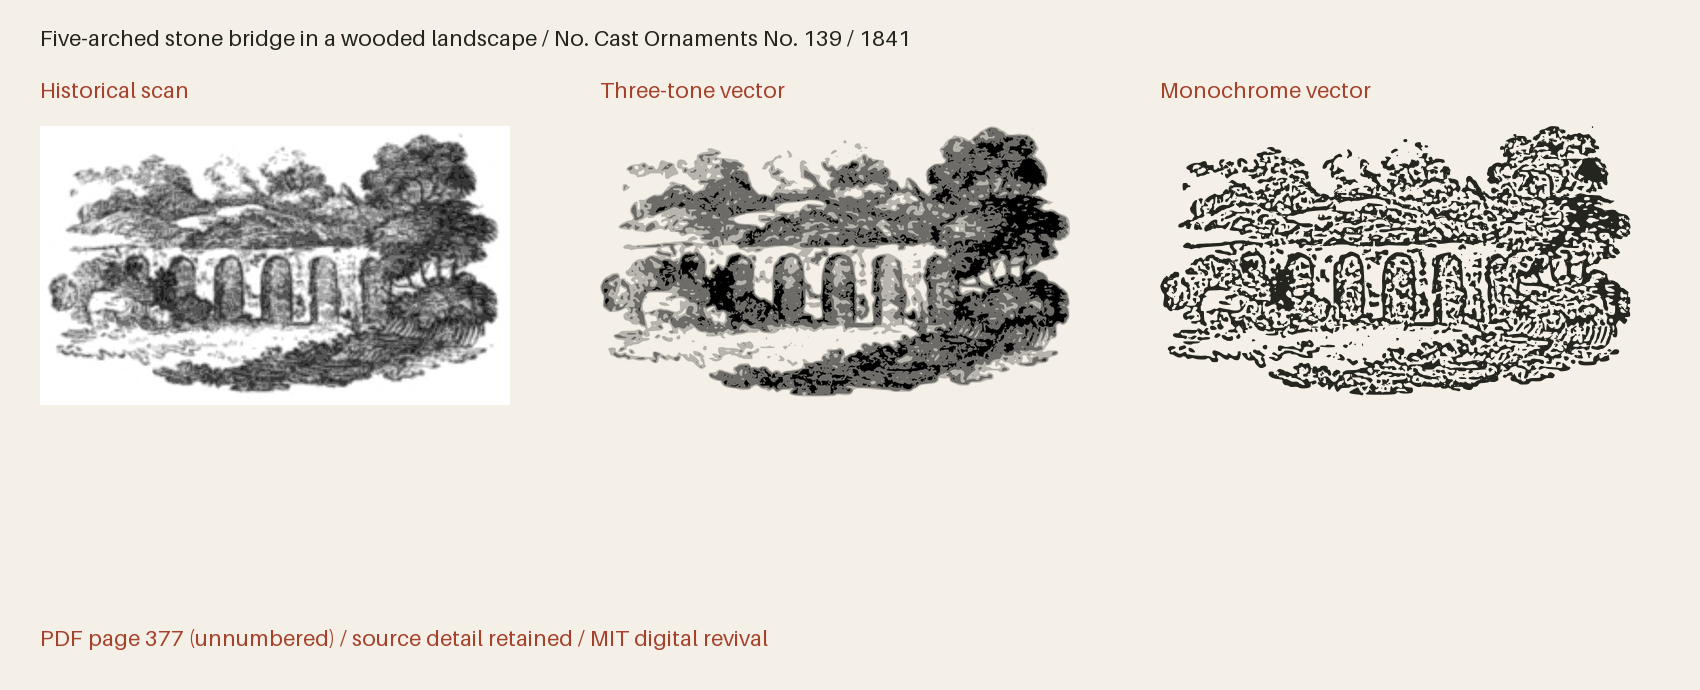 Five-arched stone bridge in a wooded landscape / No. Cast Ornaments No. 139 / 1841
Historical scan
Three-tone vector
Monochrome vector
PDF page 377 (unnumbered) / source detail retained / MIT digital revival